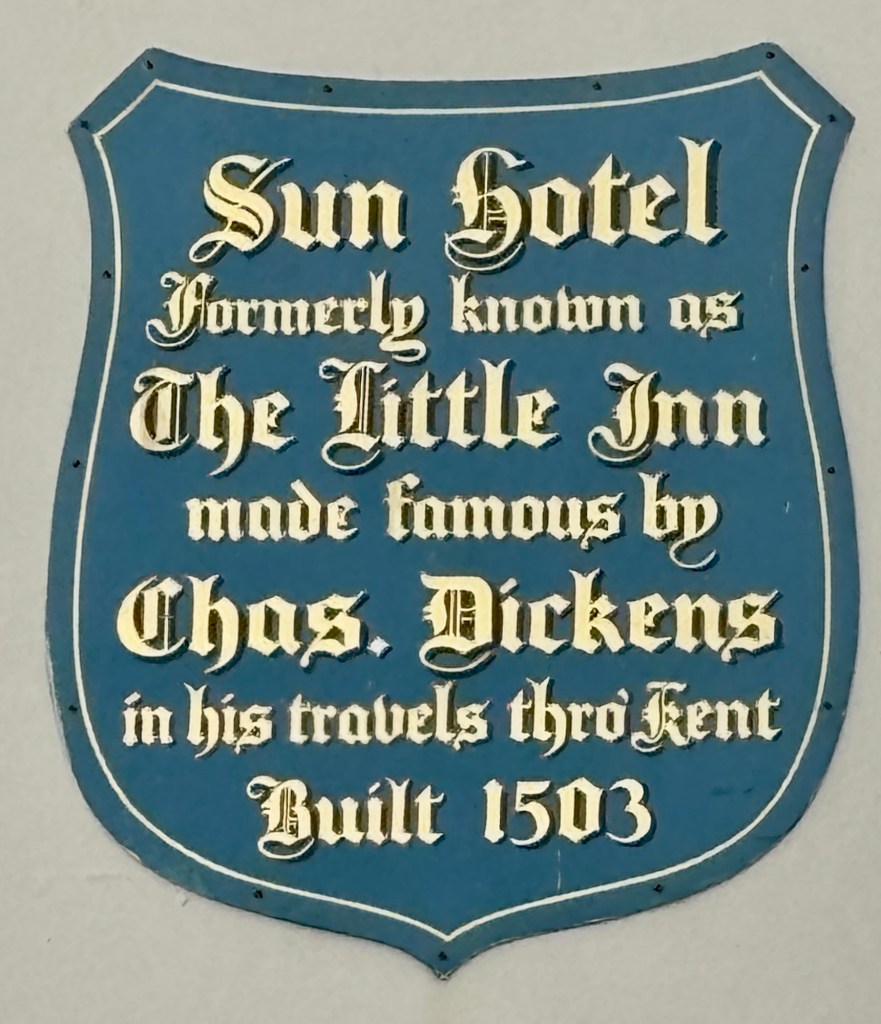 Sun Hotel
Formerly known as
The Little Inn
made famous by
Chas. Dickens
in his travels thro' Kent
Built 1503